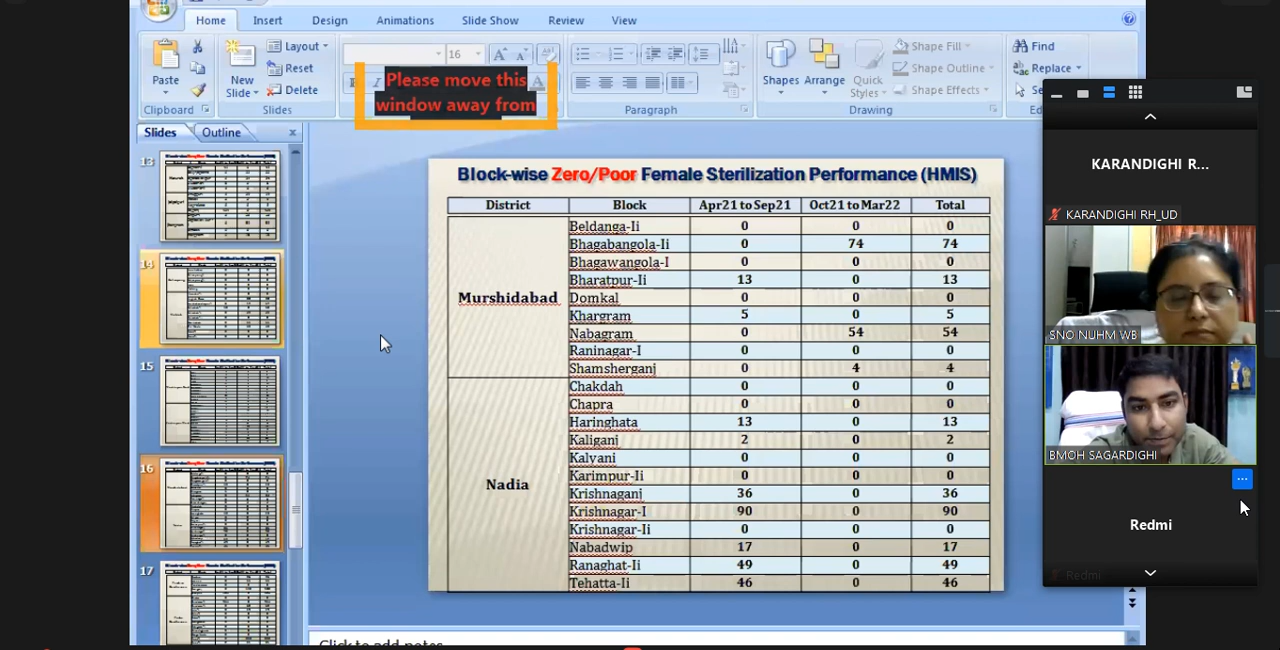 Home Insert Design Animations Slide Show Review View
Paste
Clipboard
New
Slide
Layout
Reset
Delete
Slides
16
Please move this
window away from
Paragraph
Shapes Arrange Quick
Styles
Shape Fill
Shape Outline
Shape Effects
Drawing
Find
Replace
Slides Outline
13
14
15
16
17
Block-wise Zero/Poor Female Sterilization Performance (HMIS)
District Block Apr21 to Sep21 Oct21 to Mar22 Total
Murshidabad
Beldanga-Ii 0 0 0
Bhagabangola-Ii 0 74 74
Bhagawangola-I 0 0 0
Bharatpur-Ii 13 0 13
Domkal 0 0 0
Khargram 5 0 5
Nabagram 0 54 54
Raninagar-I 0 0 0
Shamsherganj 0 4 4
Nadia
Chakdah 0 0 0
Chapra 0 0 0
Haringhata 13 0 13
Kaliganj 2 0 2
Kalyani 0 0 0
Karimpur-Ii 0 0 0
Krishnaganj 36 0 36
Krishnagar-I 90 0 90
Krishnagar-Ii 0 0 0
Nabadwip 17 0 17
Ranaghat-Ii 49 0 49
Tehatta-Ii 46 0 46
Click to add notes
KARANDIGHI R...
KARANDIGHI RH_UD
SNO NUHM WB
BMOH SAGARDIGHI
Redmi
Redmi